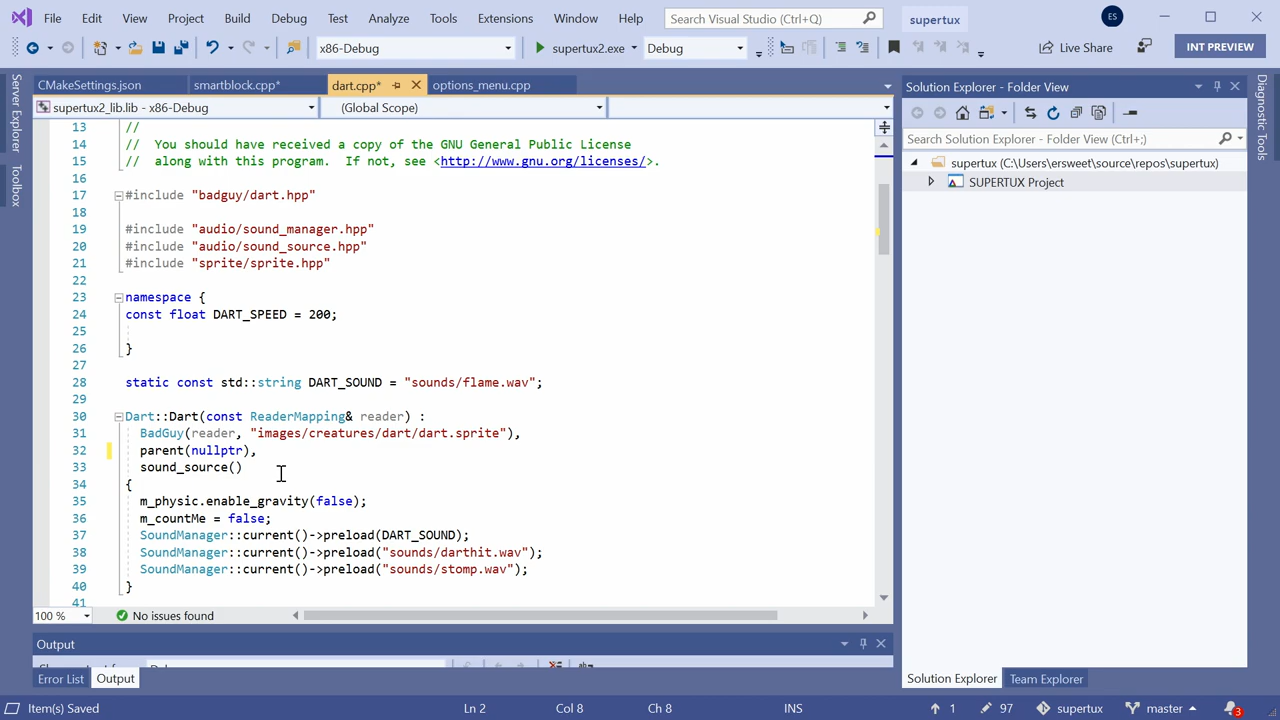 File Edit View Project Build Debug Test Analyze Tools Extensions Window Help Search Visual Studio (Ctrl+Q) supertux ES
x86-Debug supertux2.exe Debug Live Share INT PREVIEW
Server Explorer
Toolbox
CMakeSettings.json smartblock.cpp* dart.cpp* options_menu.cpp
supertux2_lib.lib - x86-Debug (Global Scope)
13 //
14 // You should have received a copy of the GNU General Public License
15 // along with this program. If not, see <http://www.gnu.org/licenses/>.
16
17 #include "badguy/dart.hpp"
18
19 #include "audio/sound_manager.hpp"
20 #include "audio/sound_source.hpp"
21 #include "sprite/sprite.hpp"
22
23 namespace {
24 const float DART_SPEED = 200;
25
26 }
27
28 static const std::string DART_SOUND = "sounds/flame.wav";
29
30 Dart::Dart(const ReaderMapping& reader) :
31 BadGuy(reader, "images/creatures/dart/dart.sprite"),
32 parent(nullptr),
33 sound_source()
34 {
35 m_physic.enable_gravity(false);
36 m_countMe = false;
37 SoundManager::current()->preload(DART_SOUND);
38 SoundManager::current()->preload("sounds/darthit.wav");
39 SoundManager::current()->preload("sounds/stomp.wav");
40 }
41
100 % No issues found
Output
Error List Output
Solution Explorer - Folder View
Search Solution Explorer - Folder View (Ctrl+;)
supertux (C:\Users\ersweet\source\repos\supertux)
SUPERTUX Project
Solution Explorer Team Explorer
Diagnostic Tools
Item(s) Saved Ln 2 Col 8 Ch 8 INS 1 97 supertux master 3